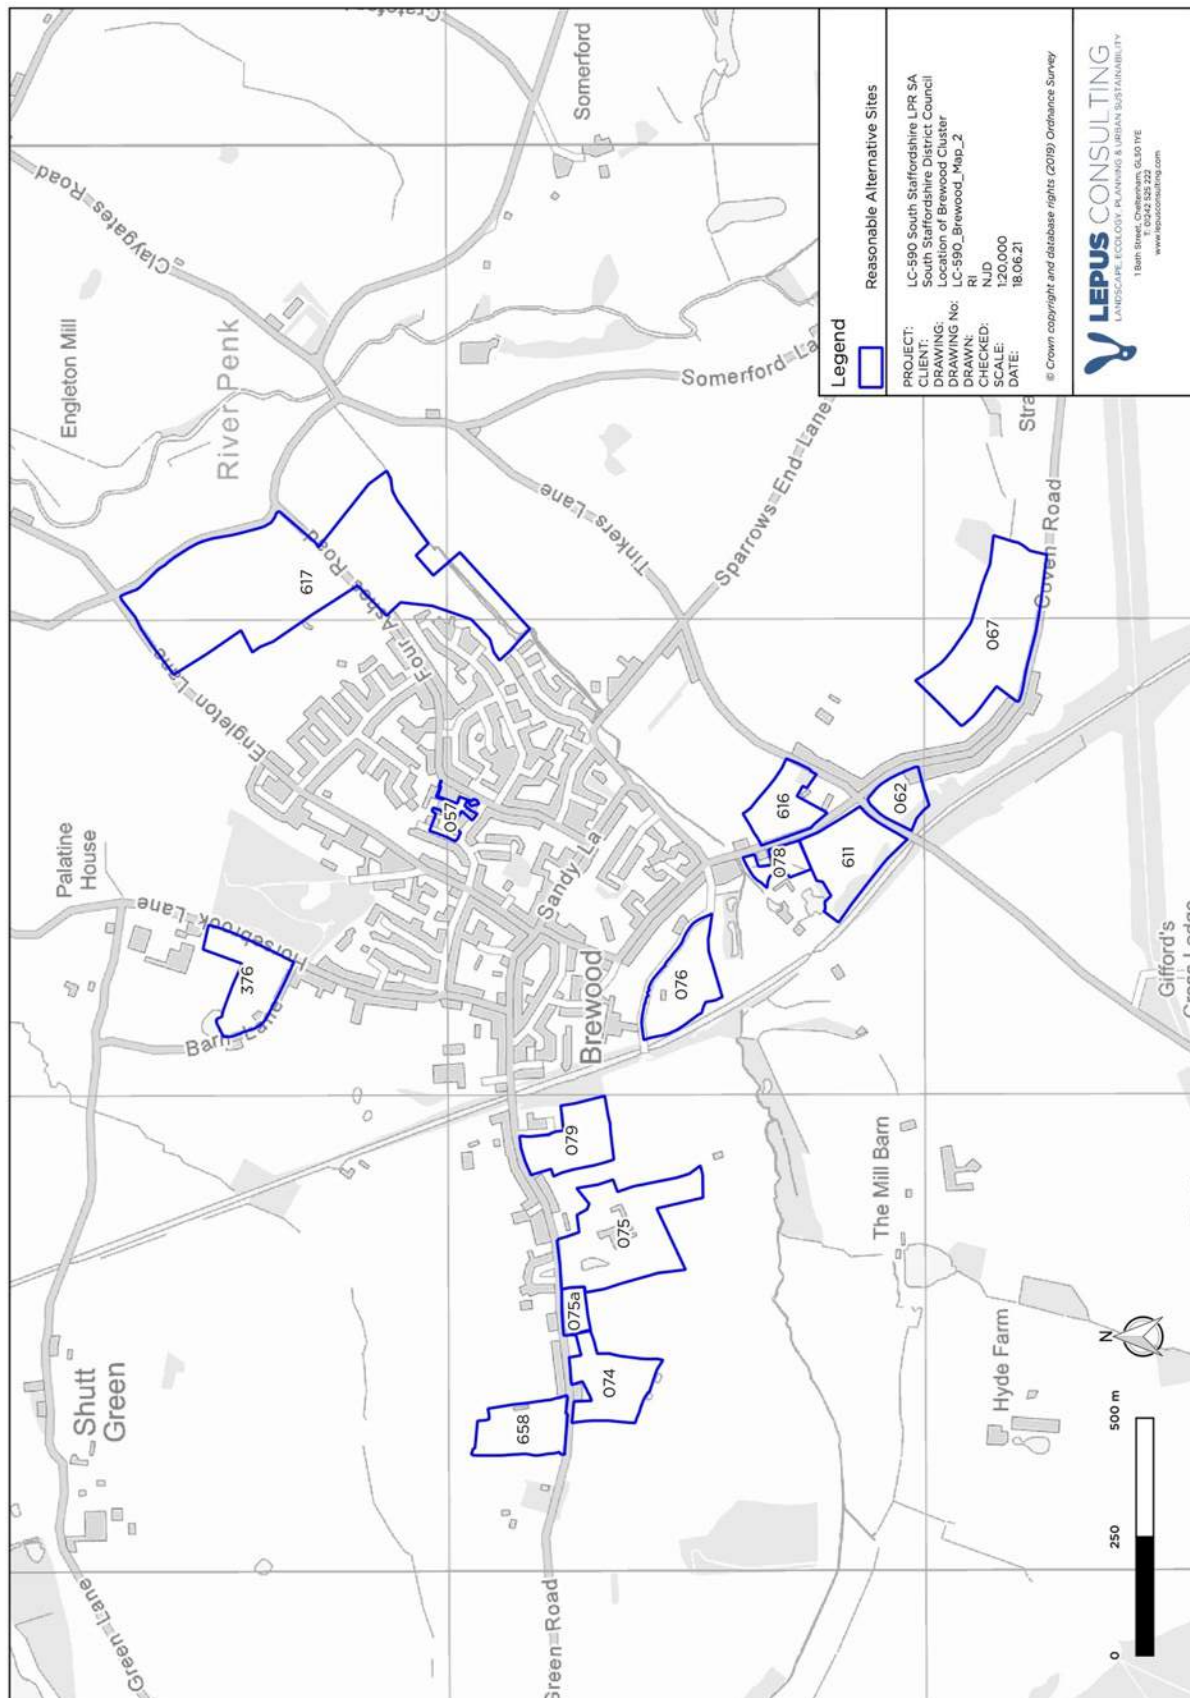 Shutt
Green
Green Lane
Green Road
658
074
075a
075
079
Hyde Farm
The Mill Barn
Palatine
House
Horsebrook Lane
Barn Lane
376
Engleton Lane
Engleton Mill
River Penk
617
Four Ashes Road
057
Sandy La
Brewood
076
078
616
611
062
067
Coven Road
Tinkers Lane
Sparrows End Lane
Somerford La
Claygates Road
Somerford
Stra
Gifford's
N
0 250 500 m
Legend
Reasonable Alternative Sites
PROJECT: LC-590 South Staffordshire LPR SA
CLIENT: South Staffordshire District Council
DRAWING: Location of Brewood Cluster
DRAWING No: LC-590_Brewood_Map_2
DRAWN: RI
CHECKED: NJD
SCALE: 1:20,000
DATE: 18.06.21
© Crown copyright and database rights (2019) Ordnance Survey
LEPUS CONSULTING
LANDSCAPE, ECOLOGY, PLANNING & URBAN SUSTAINABILITY
1 Bath Street, Cheltenham, GL50 1YE
T: 01242 525 222
www.lepusconsulting.com